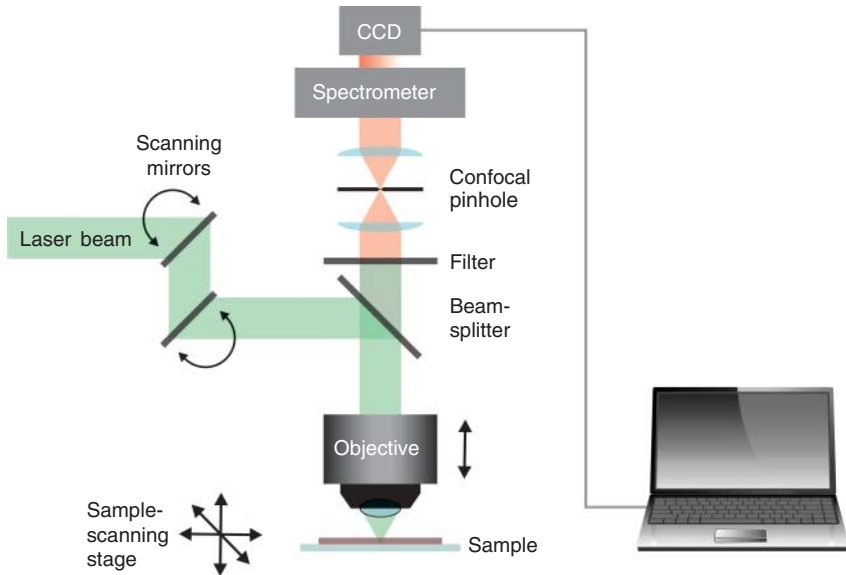 CCD
Spectrometer
Scanning
mirrors
Confocal
pinhole
Laser beam
Filter
Beam-
splitter
Objective
Sample-
scanning
stage
Sample